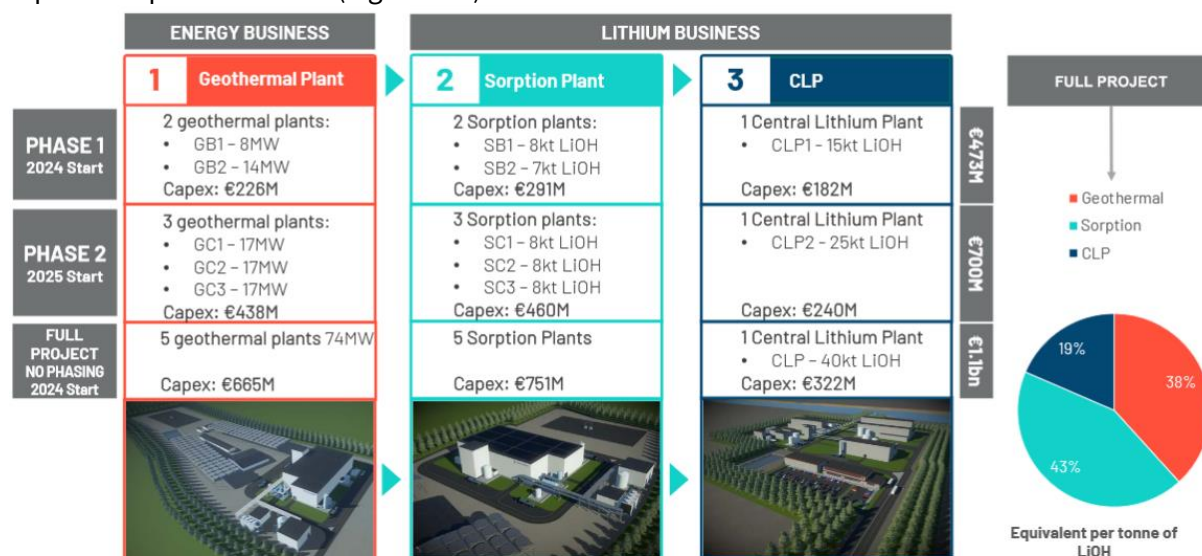 ENERGY BUSINESS
LITHIUM BUSINESS
1 Geothermal Plant
2 Sorption Plant
3 CLP
FULL PROJECT
PHASE 1
2024 Start
2 geothermal plants:
• GB1 – 8MW
• GB2 – 14MW
Capex: €226M
2 Sorption plants:
• SB1 – 8kt LiOH
• SB2 – 7kt LiOH
Capex: €291M
1 Central Lithium Plant
• CLP1 – 15kt LiOH
Capex: €182M
€473M
PHASE 2
2025 Start
3 geothermal plants:
• GC1 – 17MW
• GC2 – 17MW
• GC3 – 17MW
Capex: €438M
3 Sorption plants:
• SC1 – 8kt LiOH
• SC2 – 8kt LiOH
• SC3 – 8kt LiOH
Capex: €460M
1 Central Lithium Plant
• CLP2 – 25kt LiOH
Capex: €240M
€700M
FULL
PROJECT
NO PHASING
2024 Start
5 geothermal plants 74MW
Capex: €665M
5 Sorption Plants
Capex: €751M
1 Central Lithium Plant
• CLP – 40kt LiOH
Capex: €322M
€1.1bn
Geothermal
Sorption
CLP
19%
38%
43%
Equivalent per tonne of
LiOH